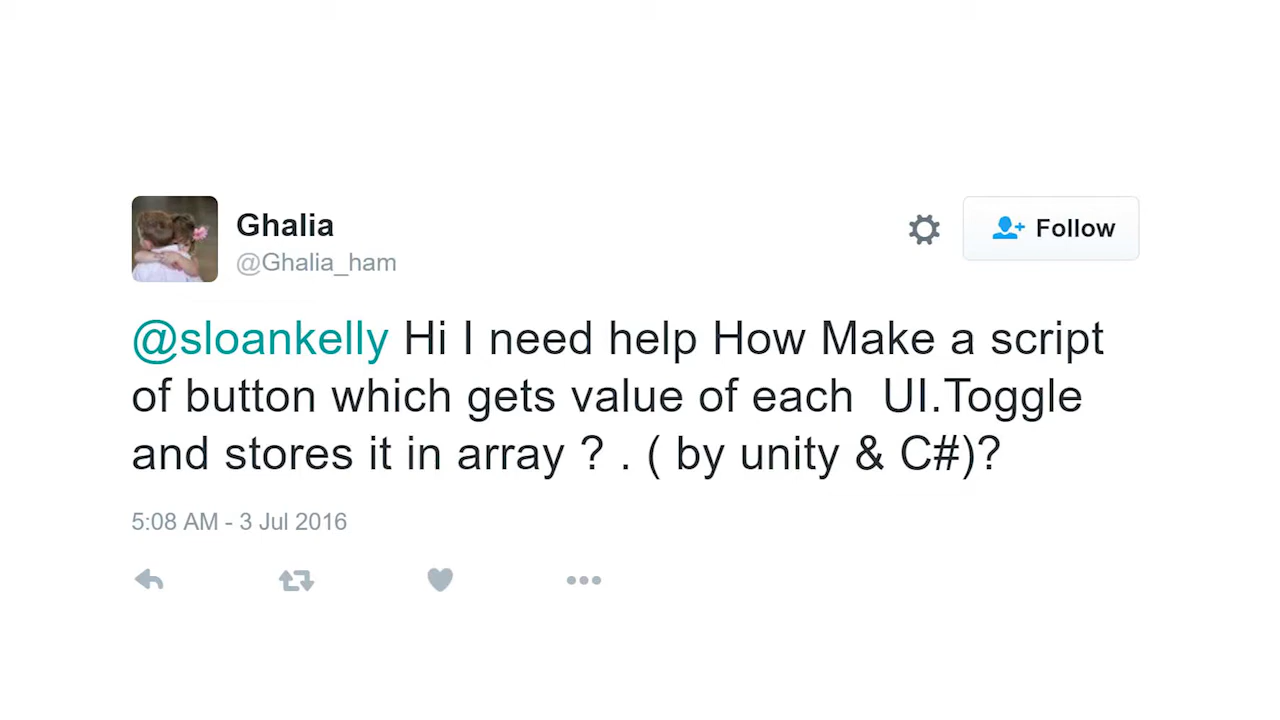 Ghalia
@Ghalia_ham
Follow
@sloankelly Hi I need help How Make a script
of button which gets value of each  UI.Toggle
and stores it in array ? . ( by unity & C#)?
5:08 AM - 3 Jul 2016